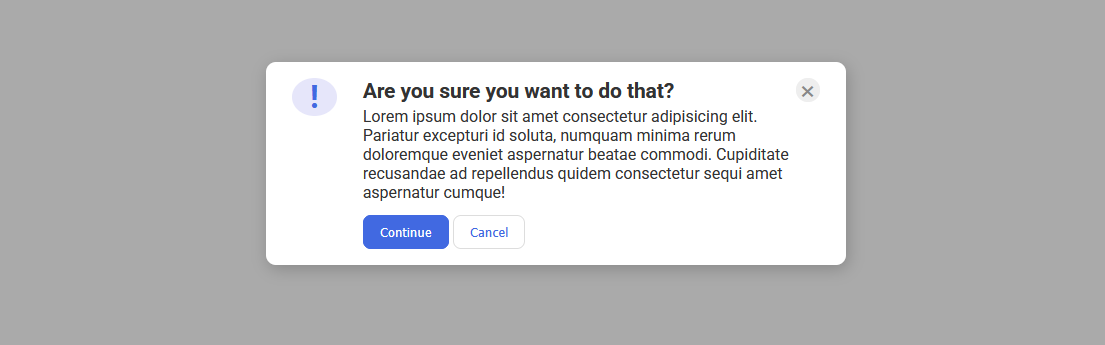 !
Are you sure you want to do that?
Lorem ipsum dolor sit amet consectetur adipisicing elit.
Pariatur excepturi id soluta, numquam minima rerum
doloremque eveniet aspernatur beatae commodi. Cupiditate
recusandae ad repellendus quidem consectetur sequi amet
aspernatur cumque!
Continue Cancel